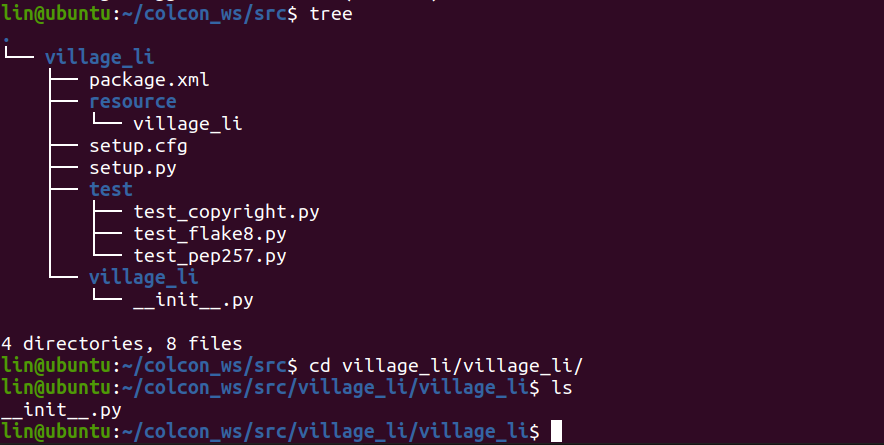 lin@ubuntu:~/colcon_ws/src$ tree
.
└── village_li
    ├── package.xml
    ├── resource
    │   └── village_li
    ├── setup.cfg
    ├── setup.py
    ├── test
    │   ├── test_copyright.py
    │   ├── test_flake8.py
    │   └── test_pep257.py
    └── village_li
        └── __init__.py

4 directories, 8 files
lin@ubuntu:~/colcon_ws/src$ cd village_li/village_li/
lin@ubuntu:~/colcon_ws/src/village_li/village_li$ ls
__init__.py
lin@ubuntu:~/colcon_ws/src/village_li/village_li$